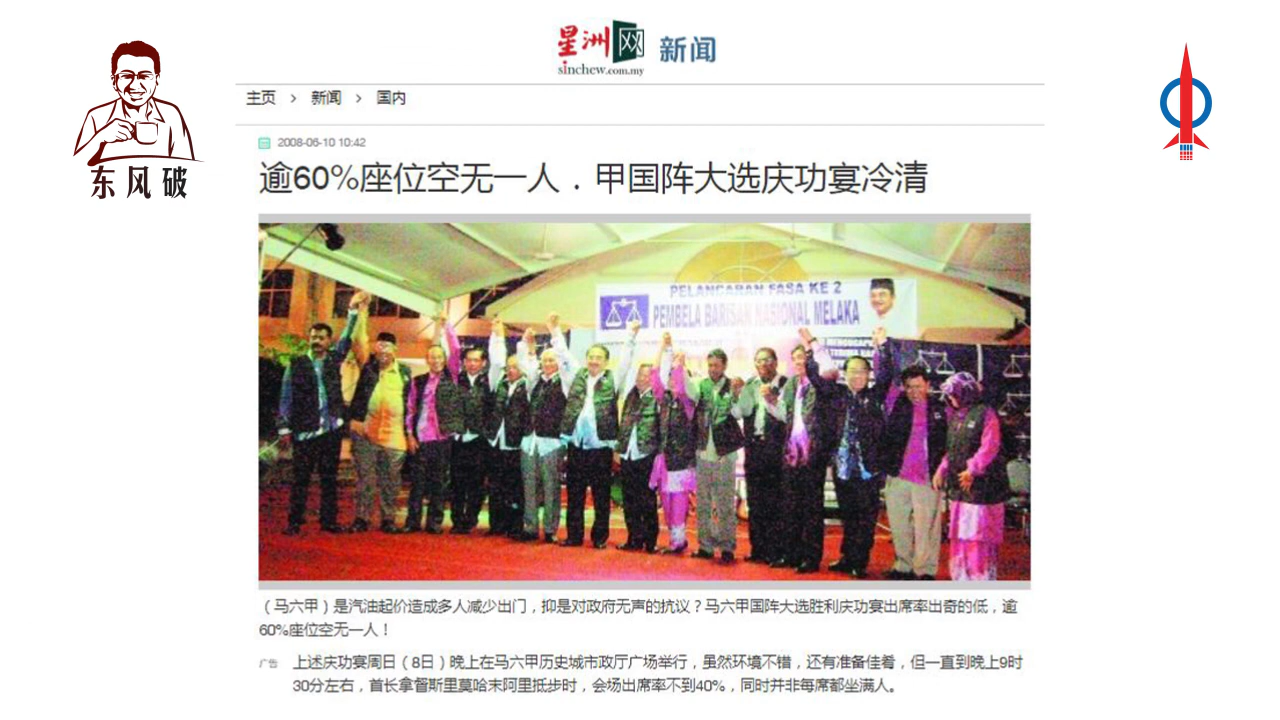 星洲网 新闻
sinchew.com.my
主页 > 新闻 > 国内
东风破
2008-06-10 10:42
逾60%座位空无一人．甲国阵大选庆功宴冷清
PELANCARAN FASA KE 2
PEMBELA BARISAN NASIONAL MELAKA
（马六甲）是汽油起价造成多人减少出门，抑是对政府无声的抗议？马六甲国阵大选胜利庆功宴出席率出奇的低，逾
60%座位空无一人！
广告
上述庆功宴周日（8日）晚上在马六甲历史城市政厅广场举行，虽然环境不错，还有准备佳肴，但一直到晚上9时
30分左右，首长拿督斯里莫哈末阿里抵步时，会场出席率不到40%，同时并非每席都坐满人。